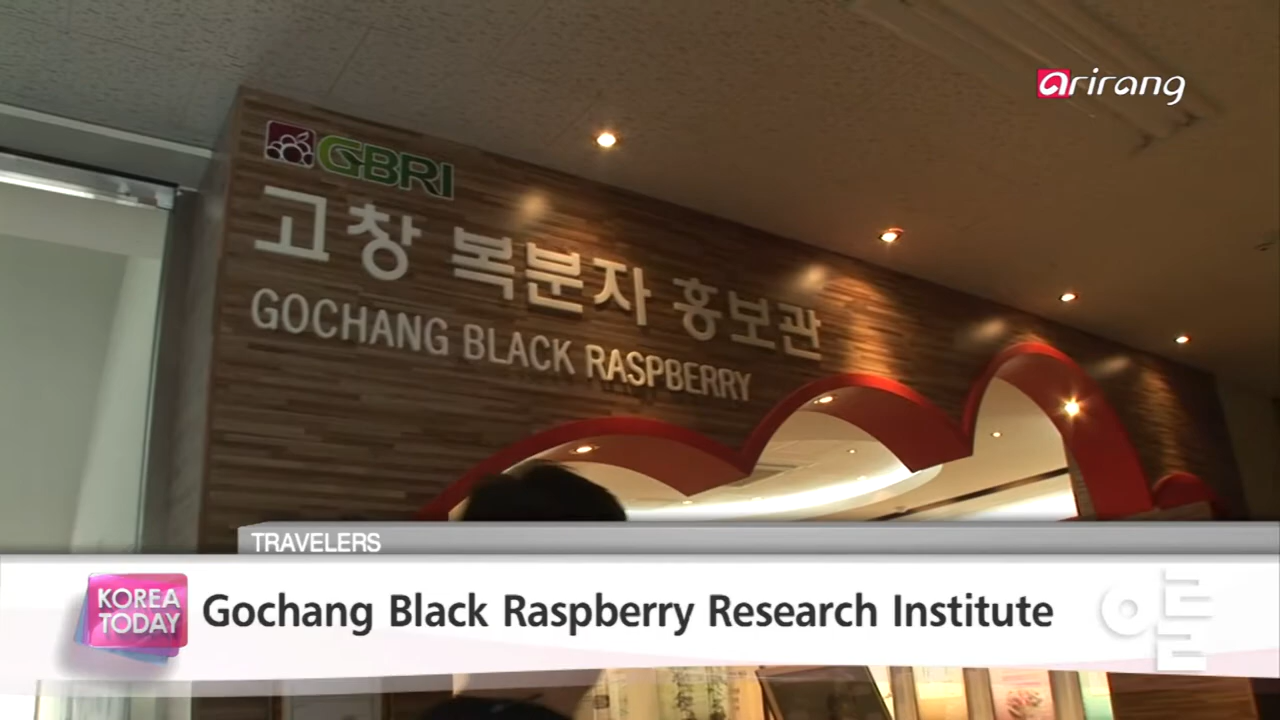 arirang
GBRI
고창 복분자 홍보관
GOCHANG BLACK RASPBERRY
TRAVELERS
KOREA
TODAY
Gochang Black Raspberry Research Institute